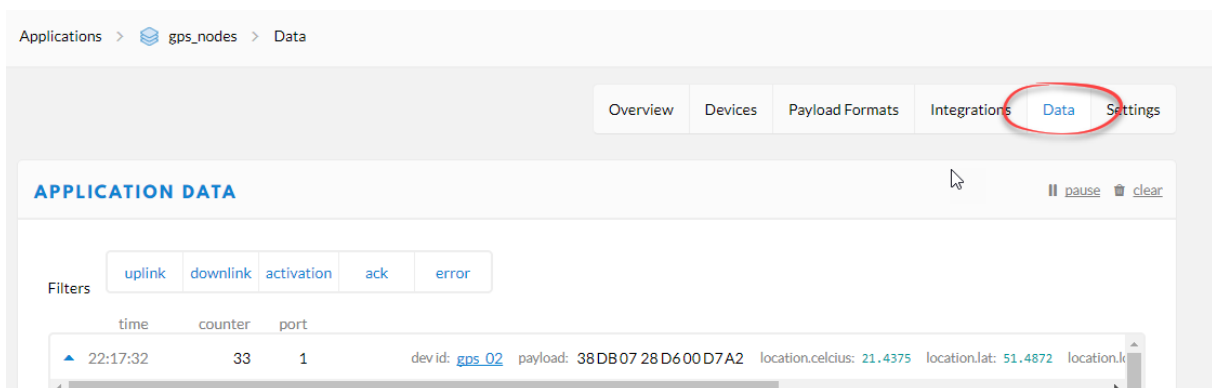 Applications > gps_nodes > Data
Overview Devices Payload Formats Integrations Data Settings
APPLICATION DATA
pause clear
Filters uplink downlink activation ack error
time counter port
22:17:32 33 1 dev id: gps_02 payload: 38 DB 07 28 D6 00 D7 A2 location.celcius: 21.4375 location.lat: 51.4872